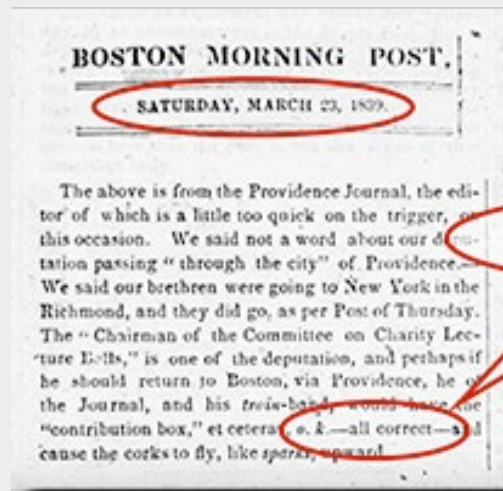 BOSTON MORNING POST.
SATURDAY, MARCH 23, 1839.
The above is from the Providence Journal, the edi-
tor of which is a little too quick on the trigger, on
this occasion. We said not a word about our depu-
tation passing "through the city" of Providence.—
We said our brethren were going to New York in the
Richmond, and they did go, as per Post of Thursday.
The "Chairman of the Committee on Charity Lec-
ture Bells," is one of the deputation, and perhaps if
he should return to Boston, via Providence, he of
the Journal, and his train-band, would have the
"contribution box," et ceteras, o. k.—all correct—and
cause the corks to fly, like sparks, upward.